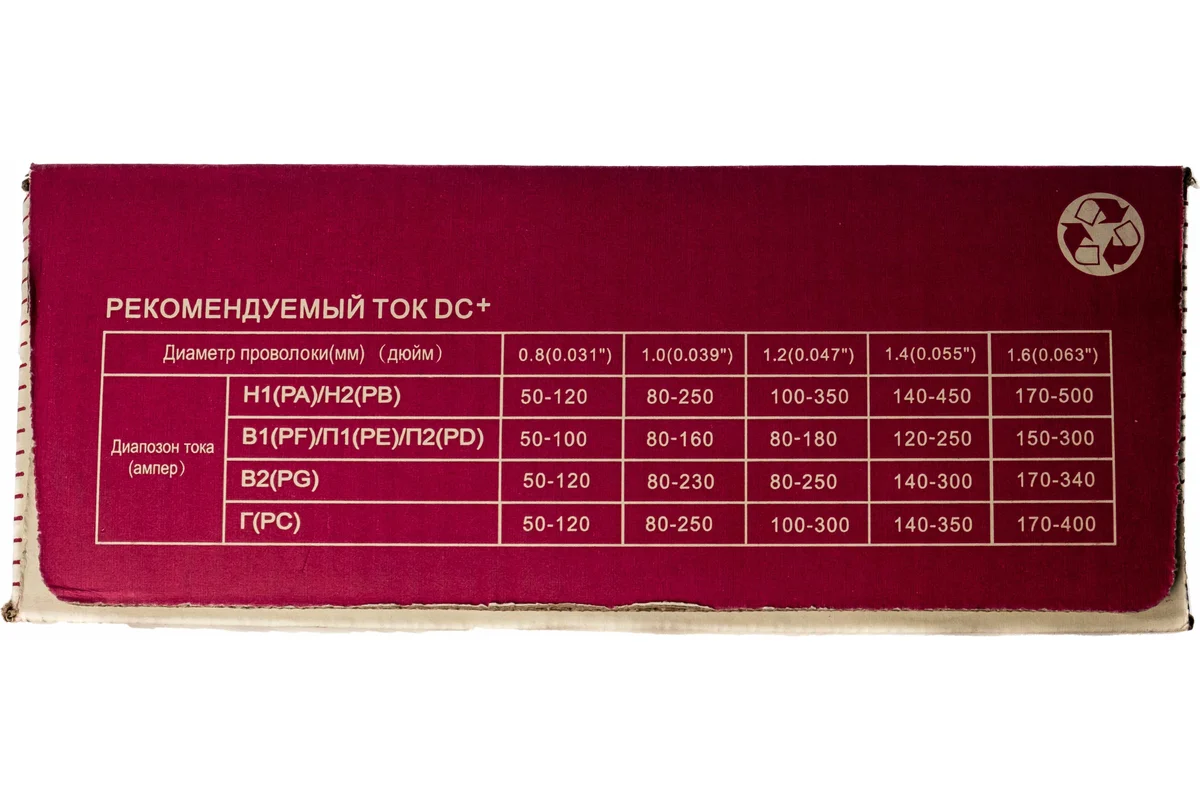 РЕКОМЕНДУЕМЫЙ ТОК DC+
Диаметр проволоки(мм) (дюйм) 0.8(0.031") 1.0(0.039") 1.2(0.047") 1.4(0.055") 1.6(0.063")
Диапозон тока
(ампер)
Н1(PA)/Н2(PB) 50-120 80-250 100-350 140-450 170-500
В1(PF)/П1(PE)/П2(PD) 50-100 80-160 80-180 120-250 150-300
В2(PG) 50-120 80-230 80-250 140-300 170-340
Г(PC) 50-120 80-250 100-300 140-350 170-400